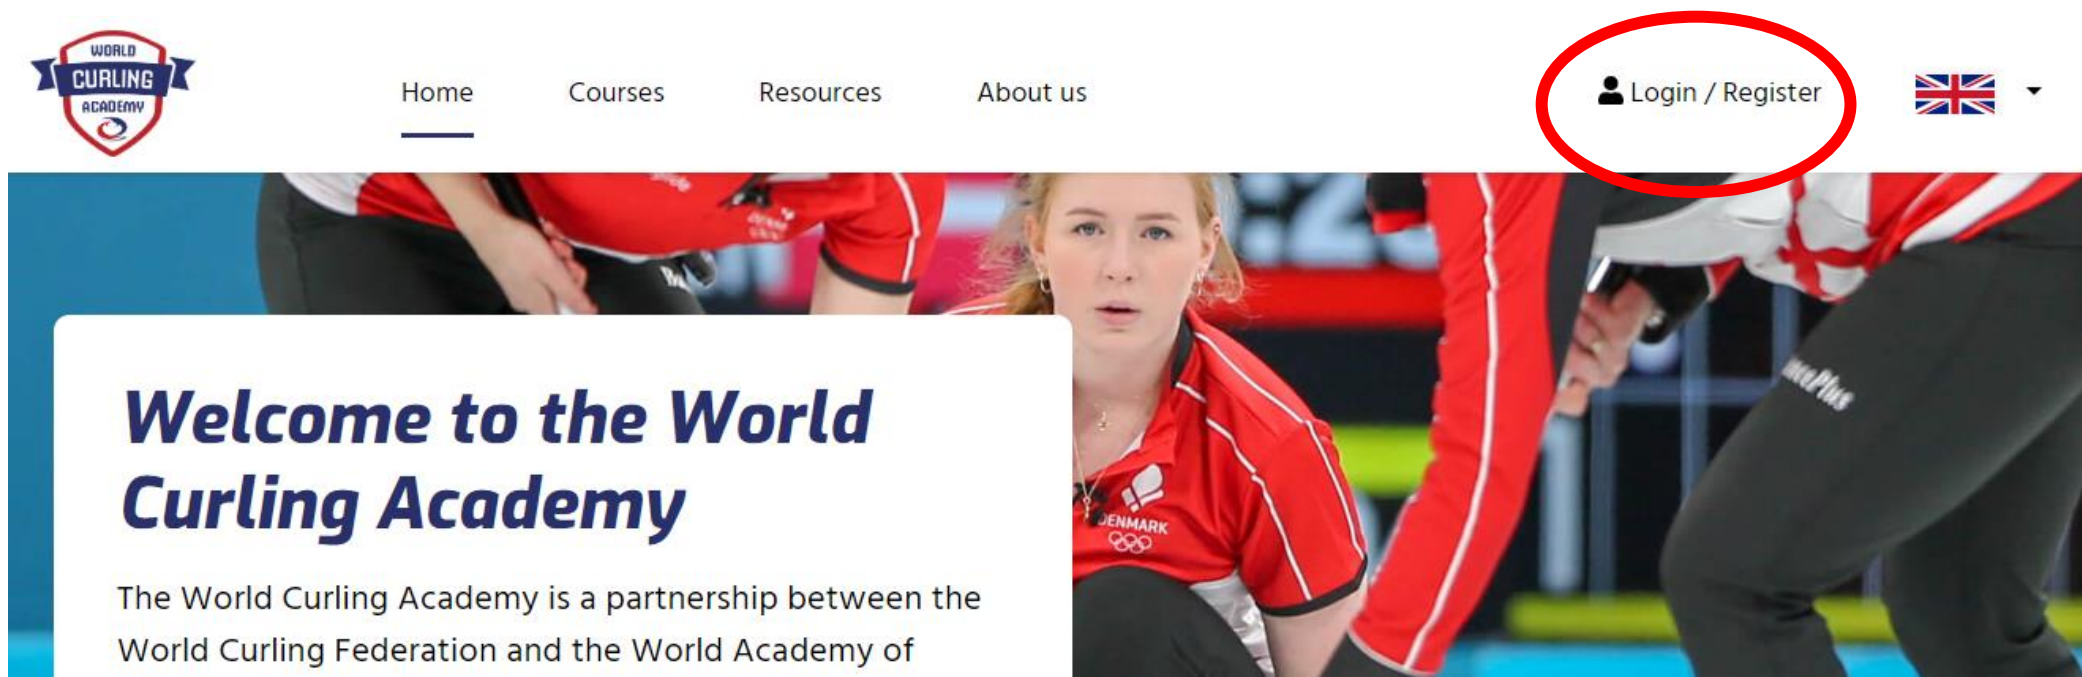 WORLD
CURLING
ACADEMY
Home
Courses
Resources
About us
Login / Register
Welcome to the World
Curling Academy
The World Curling Academy is a partnership between the
World Curling Federation and the World Academy of
DENMARK